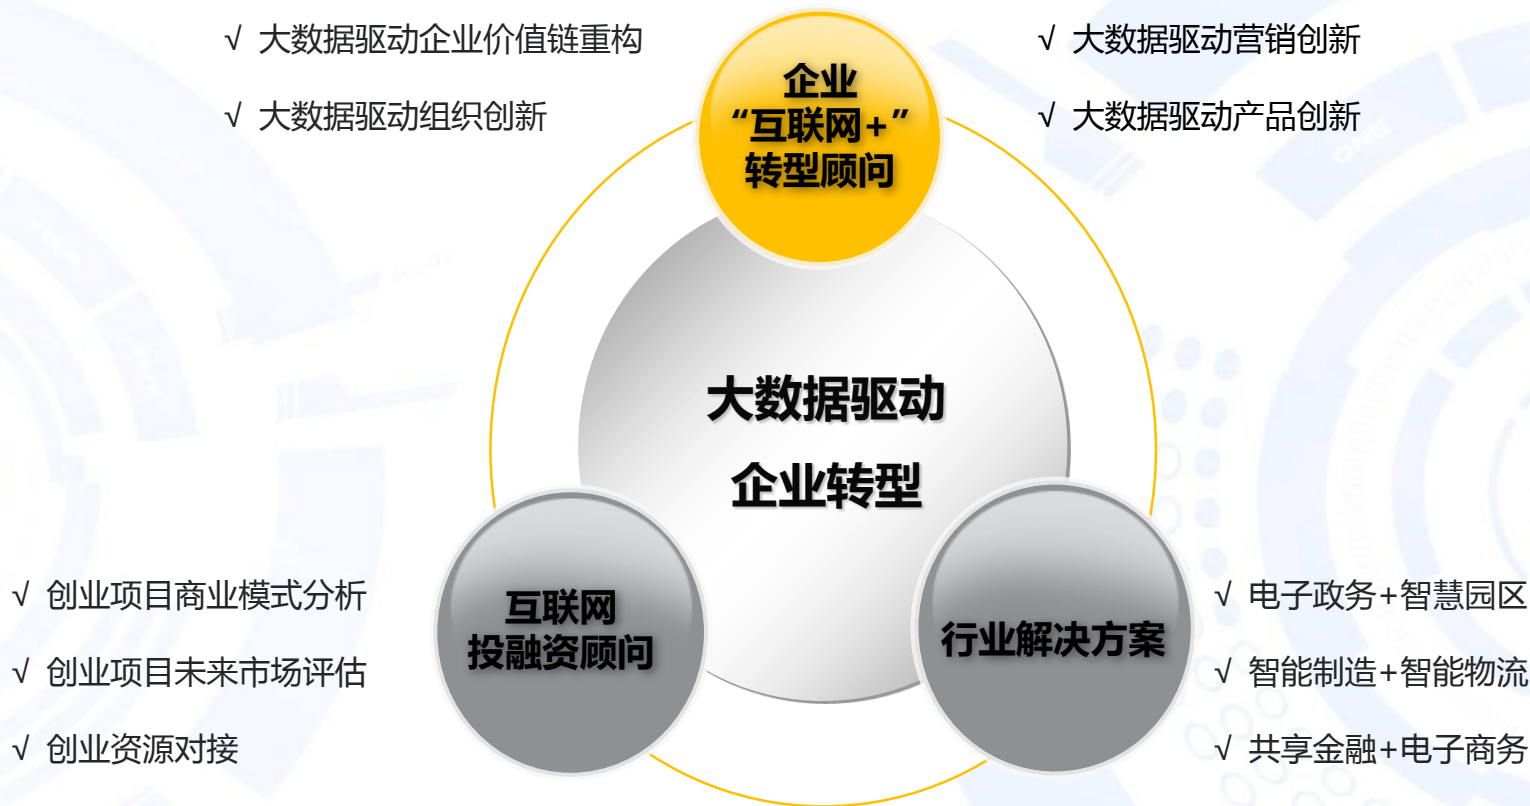 √ 大数据驱动企业价值链重构
√ 大数据驱动组织创新
企业
“互联网+”
转型顾问
√ 大数据驱动营销创新
√ 大数据驱动产品创新
大数据驱动
企业转型
√ 创业项目商业模式分析
√ 创业项目未来市场评估
√ 创业资源对接
互联网
投融资顾问
行业解决方案
√ 电子政务+智慧园区
√ 智能制造+智能物流
√ 共享金融+电子商务